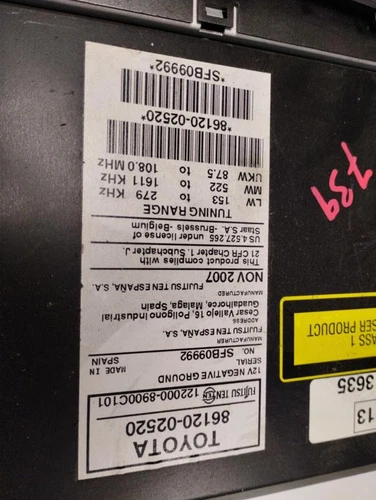 TOYOTA
86120-02520
FUJITSU TEN 122000-8900C101
12V NEGATIVE GROUND
SERIAL NO. SFB09992
MADE IN SPAIN
MANUFACTURER
FUJITSU TEN ESPAÑA, S.A.
ADDRESS
Cesar Vallejo 16, Poligono Industrial
Guadalhorse, Malaga, Spain
MANUFACTURED
FUJITSU TEN ESPAÑA, S.A.
NOV 2007
This product complies with
21 CFR Chapter 1. Subchapter J.
US 4.527.265 under license of
Staar S.A. -Brussels -Belgium
TUNING RANGE
LW 153 to 279 KHz
MW 522 to 1611 KHz
UKW 87.5 to 108.0 MHz
*86120-02520*
*SFB09992*
ASS 1
SER PRODUCT
13
3635